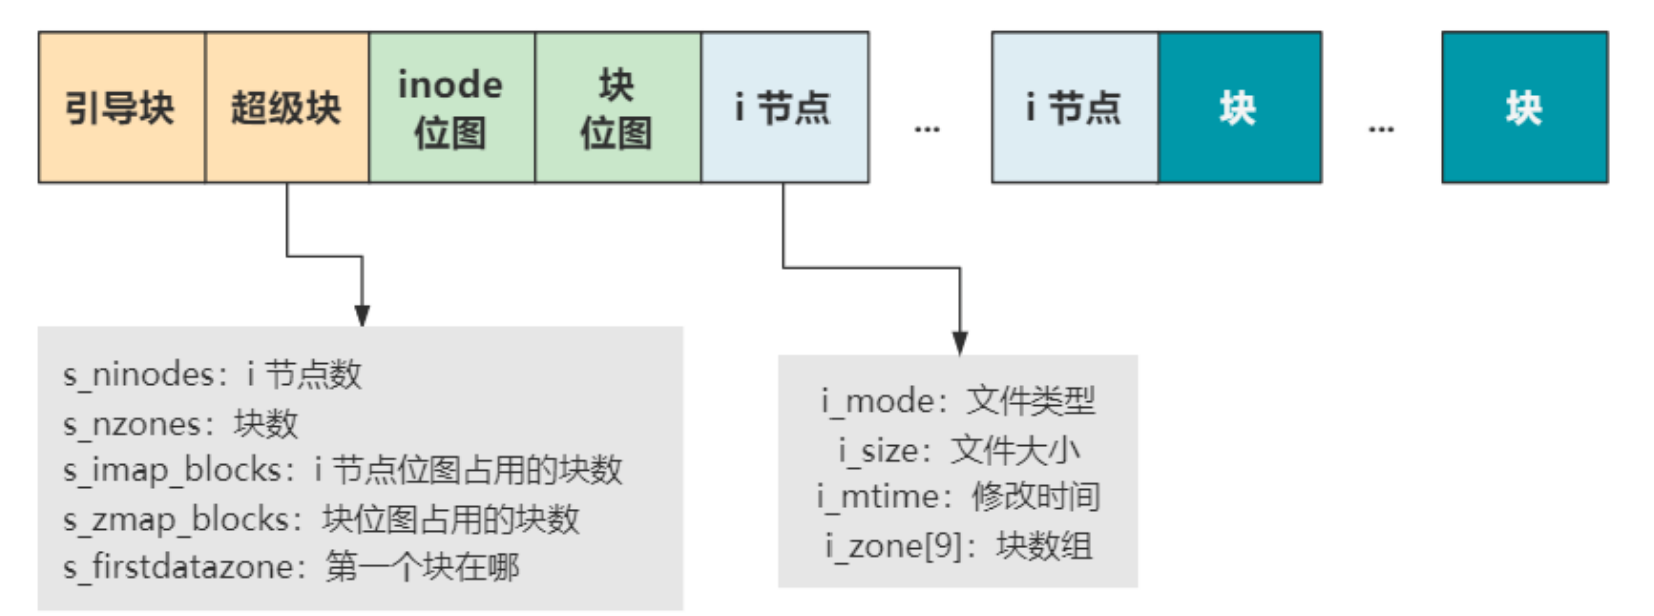 引导块
超级块
inode
位图
块
位图
i 节点
...
i 节点
块
...
块
s_ninodes：i 节点数
s_nzones：块数
s_imap_blocks：i 节点位图占用的块数
s_zmap_blocks：块位图占用的块数
s_firstdatazone：第一个块在哪
i_mode：文件类型
i_size：文件大小
i_mtime：修改时间
i_zone[9]：块数组